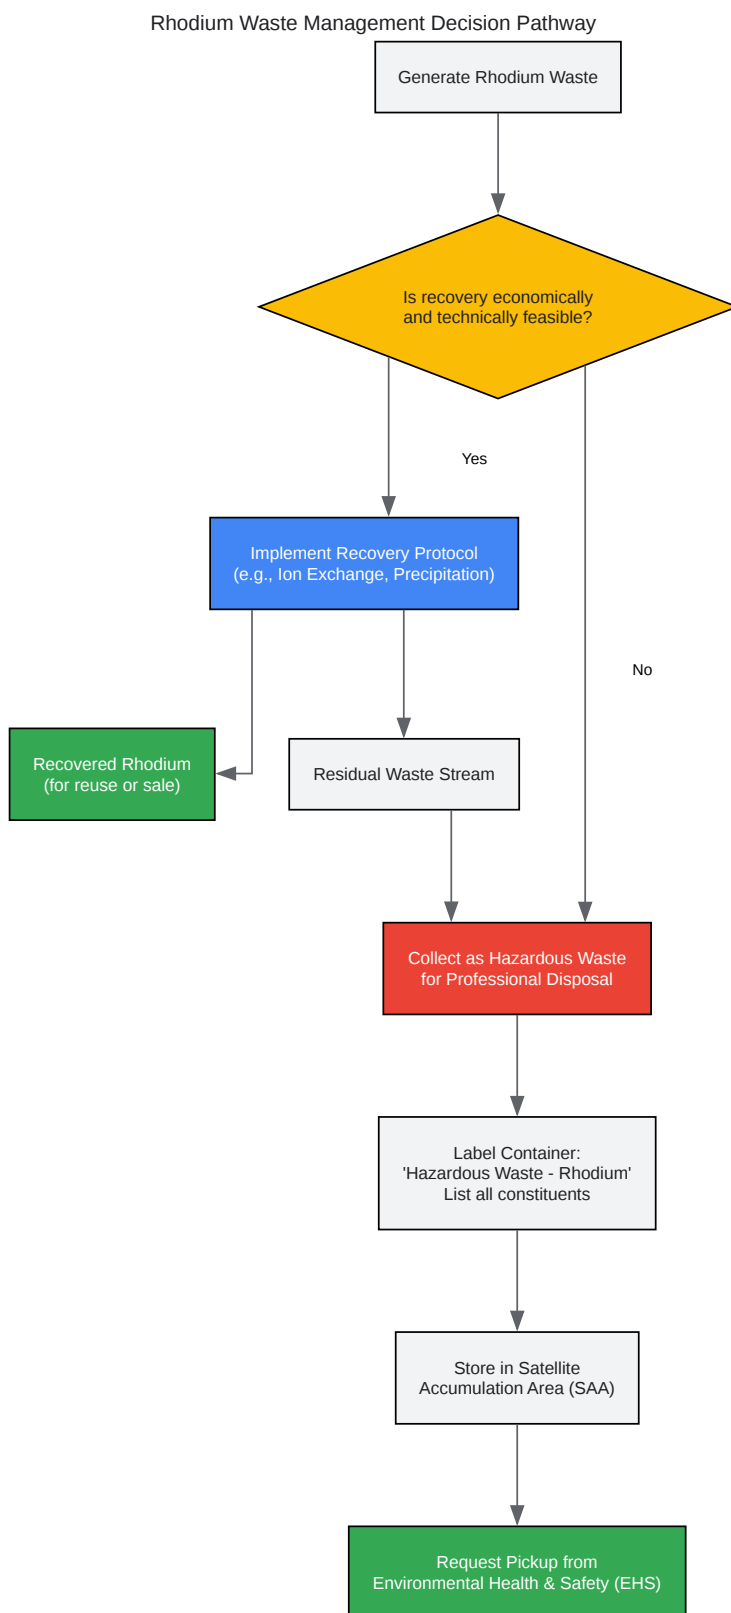 Rhodium Waste Management Decision Pathway
Generate Rhodium Waste
Is recovery economically
and technically feasible?
Yes
Implement Recovery Protocol
(e.g., Ion Exchange, Precipitation)
No
Recovered Rhodium
(for reuse or sale)
Residual Waste Stream
Collect as Hazardous Waste
for Professional Disposal
Label Container:
'Hazardous Waste - Rhodium'
List all constituents
Store in Satellite
Accumulation Area (SAA)
Request Pickup from
Environmental Health & Safety (EHS)